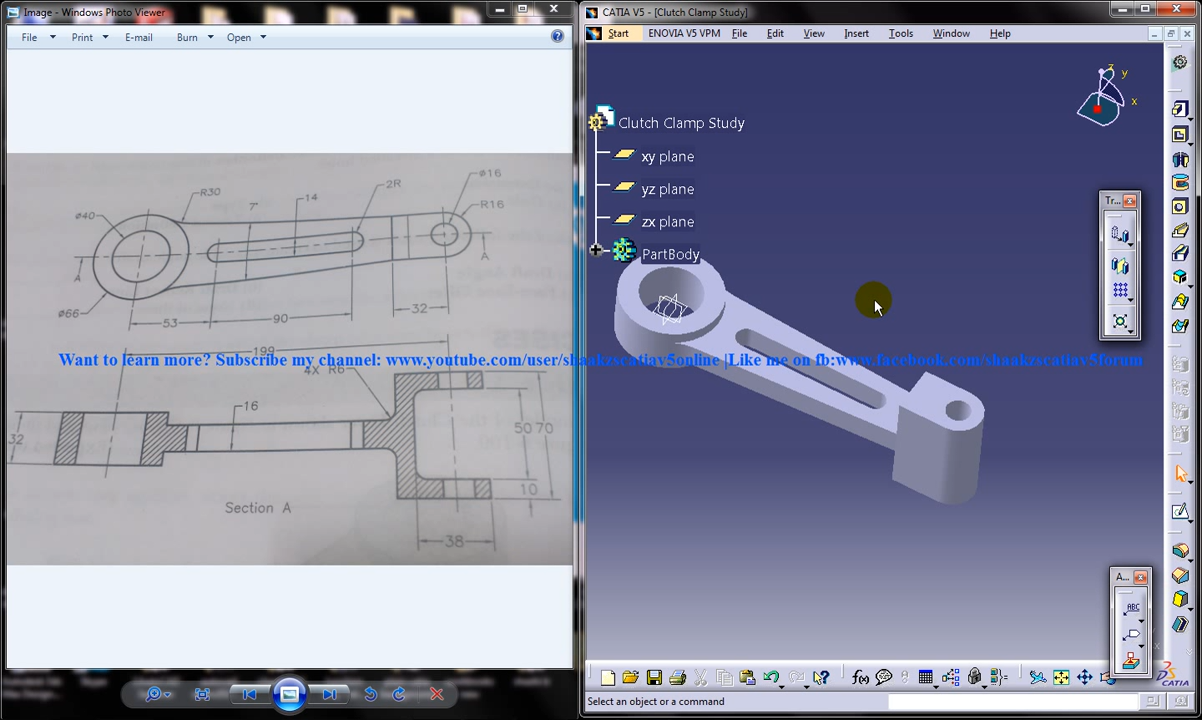 Image - Windows Photo Viewer
File
Print
E-mail
Burn
Open
ø40
R30
7°
14
2R
ø16
R16
A
A
ø66
53
90
32
199
4X R6
16
32
50
70
10
38
Section A
Want to learn more? Subscribe my channel: www.youtube.com/user/shaakzscatiav5online |Like me on fb:www.facebook.com/shaakzscatiav5forum
CATIA V5 - [Clutch Clamp Study]
Start
ENOVIA V5 VPM
File
Edit
View
Insert
Tools
Window
Help
Clutch Clamp Study
xy plane
yz plane
zx plane
PartBody
z
y
x
Tr...
A...
ABC
f(x)
CATIA
Select an object or a command